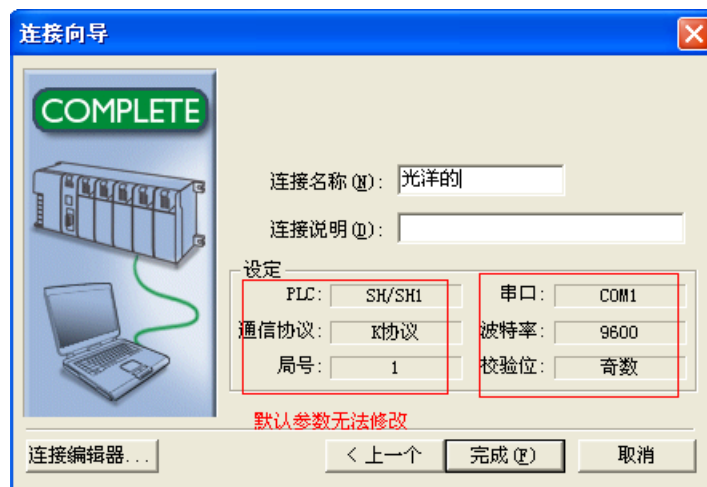 连接向导
COMPLETE
连接名称(N): 光洋的
连接说明(D):
设定
PLC: SH/SH1 串口: COM1
通信协议: K协议 波特率: 9600
局号: 1 校验位: 奇数
默认参数无法修改
连接编辑器... < 上一个 完成(F) 取消